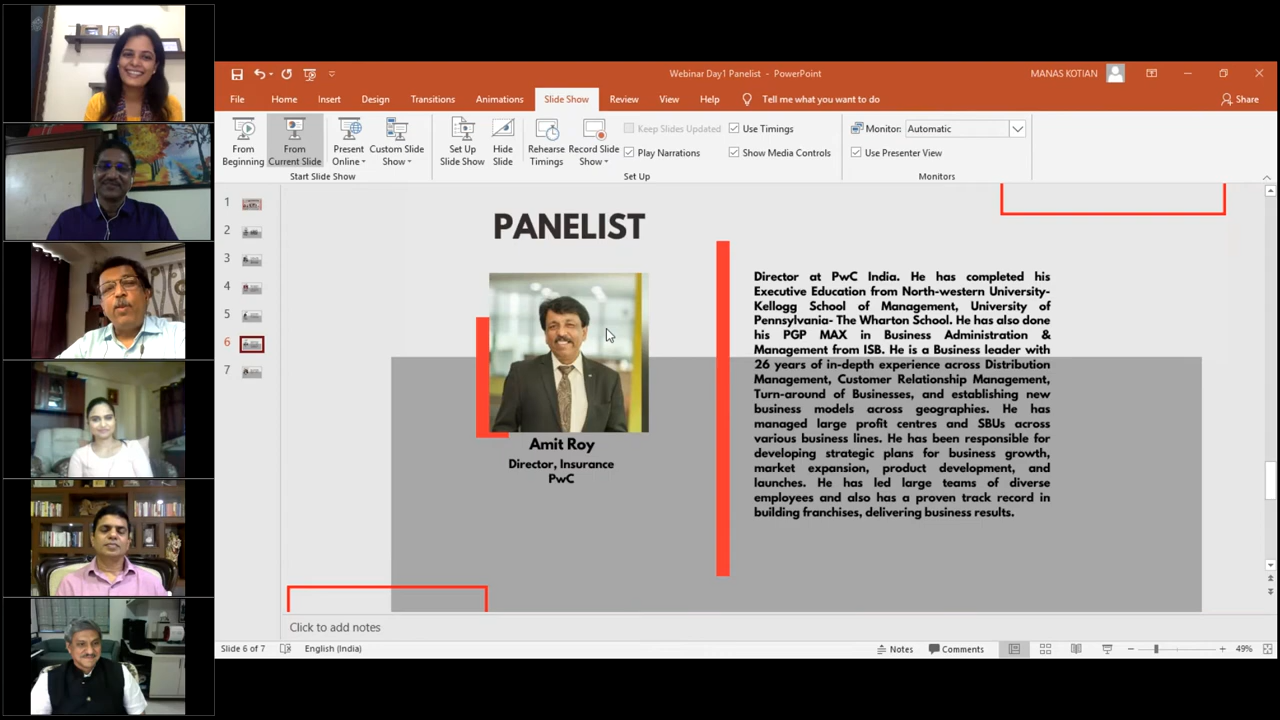 Webinar Day1 Panelist - PowerPoint
MANAS KOTIAN
File Home Insert Design Transitions Animations Slide Show Review View Help Tell me what you want to do Share
From Beginning
From Current Slide
Present Online
Custom Slide Show
Set Up Slide Show
Hide Slide
Rehearse Timings
Record Slide Show
Keep Slides Updated
Play Narrations
Use Timings
Show Media Controls
Monitor: Automatic
Use Presenter View
Start Slide Show
Set Up
Monitors
1
2
3
4
5
6
7
PANELIST
Amit Roy
Director, Insurance
PwC
Director at PwC India. He has completed his
Executive Education from North-western University-
Kellogg School of Management, University of
Pennsylvania- The Wharton School. He has also done
his PGP MAX in Business Administration &
Management from ISB. He is a Business leader with
26 years of in-depth experience across Distribution
Management, Customer Relationship Management,
Turn-around of Businesses, and establishing new
business models across geographies. He has
managed large profit centres and SBUs across
various business lines. He has been responsible for
developing strategic plans for business growth,
market expansion, product development, and
launches. He has led large teams of diverse
employees and also has a proven track record in
building franchises, delivering business results.
Click to add notes
Slide 6 of 7 English (India) Notes Comments 49%